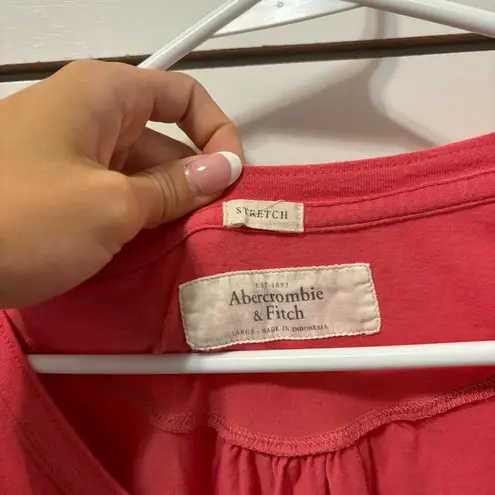 STRETCH
EST. 1892
Abercrombie
& Fitch
LARGE - MADE IN INDONESIA